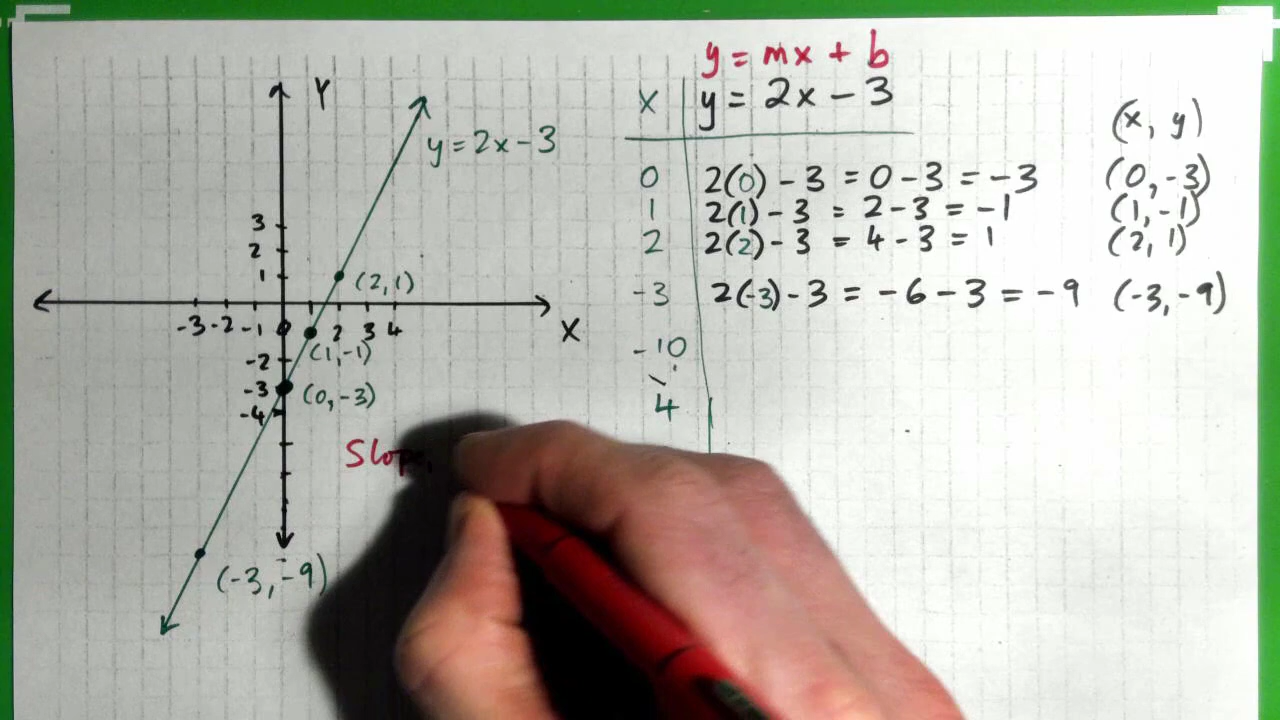 y = mx + b
x y = 2x - 3 (x, y)
0 2(0) - 3 = 0 - 3 = -3 (0, -3)
1 2(1) - 3 = 2 - 3 = -1 (1, -1)
2 2(2) - 3 = 4 - 3 = 1 (2, 1)
-3 2(-3) - 3 = -6 - 3 = -9 (-3, -9)
-10
4
Y
y = 2x - 3
3
2
1
(2, 1)
-3 -2 -1 0 2 3 4
X
(1, -1)
-2
-3
(0, -3)
-4
Slope
(-3, -9)